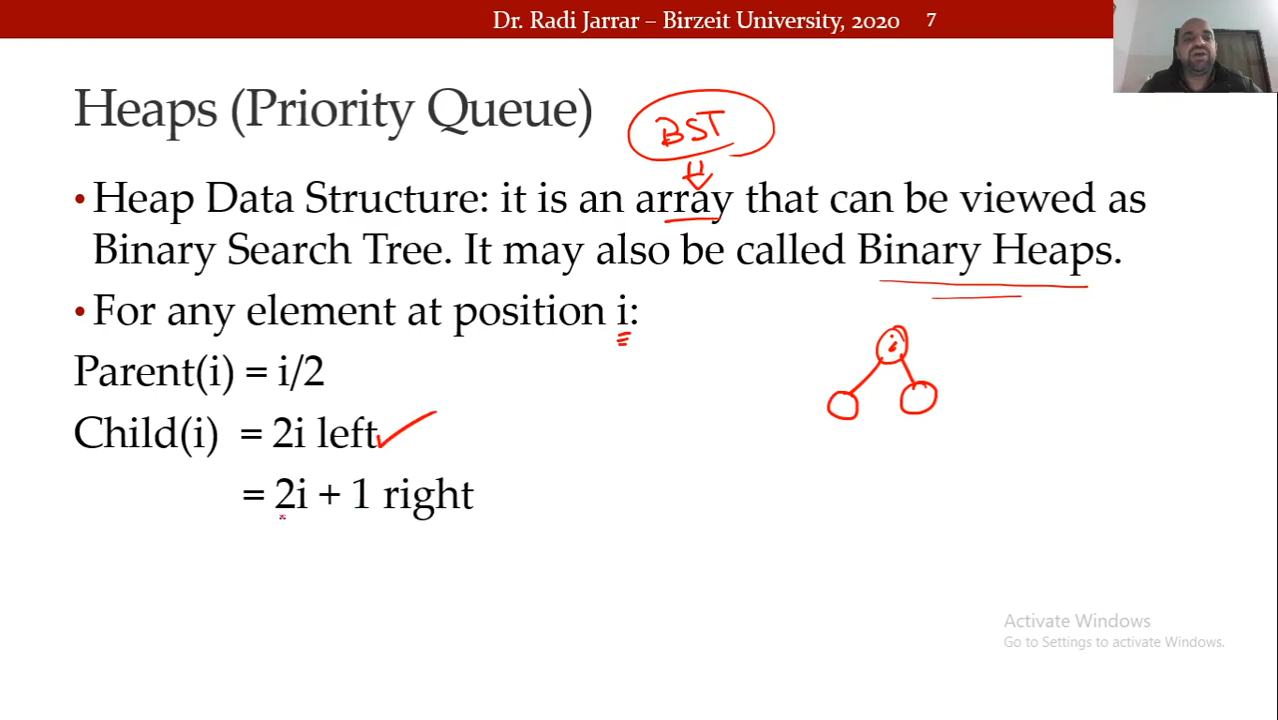 Dr. Radi Jarrar – Birzeit University, 2020 7
Heaps (Priority Queue)
BST
• Heap Data Structure: it is an array that can be viewed as
Binary Search Tree. It may also be called Binary Heaps.
• For any element at position i:
i
Parent(i) = i/2
Child(i) = 2i left
= 2i + 1 right
Activate Windows
Go to Settings to activate Windows.